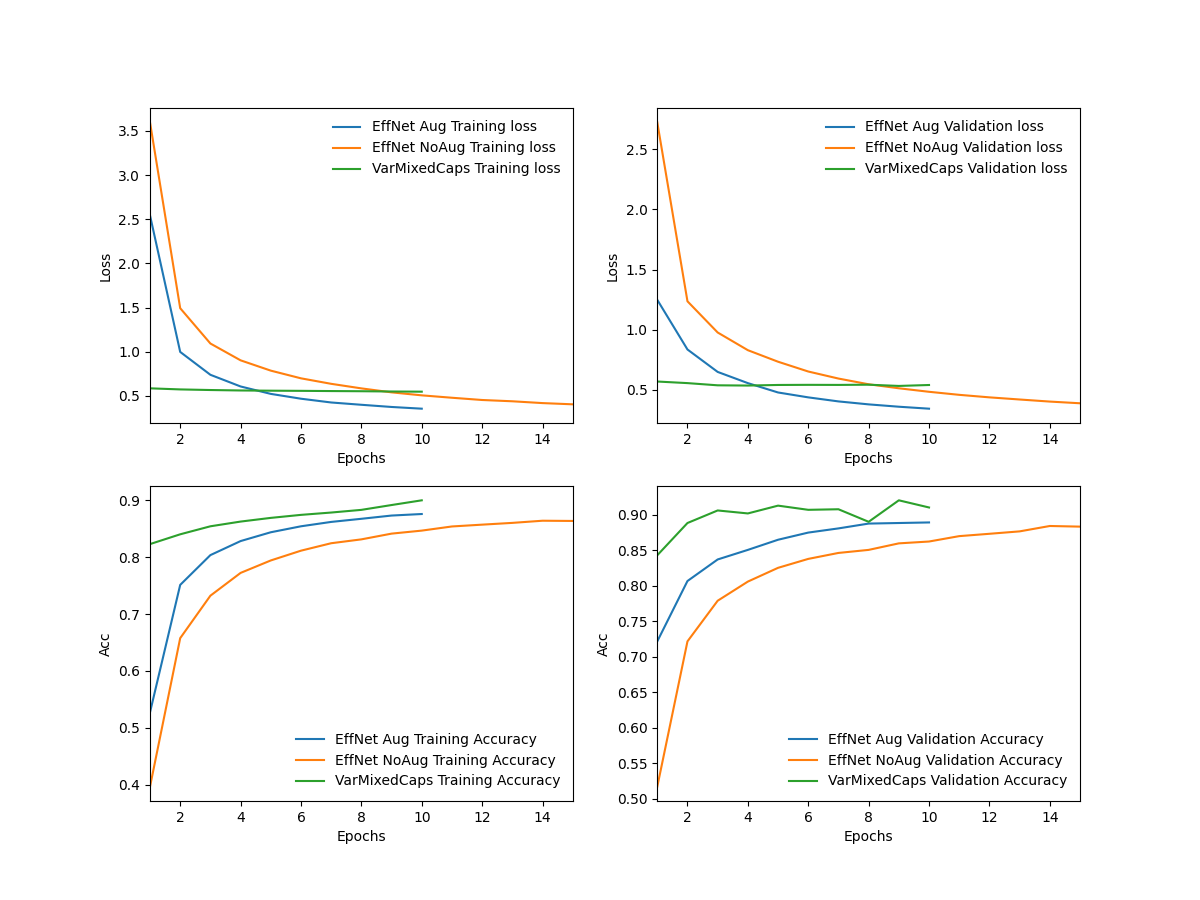 EffNet Aug Training loss
EffNet NoAug Training loss
VarMixedCaps Training loss
3.5
3.0
2.5
2.0
1.5
1.0
0.5
Loss
2 4 6 8 10 12 14
Epochs
EffNet Aug Validation loss
EffNet NoAug Validation loss
VarMixedCaps Validation loss
2.5
2.0
1.5
1.0
0.5
Loss
2 4 6 8 10 12 14
Epochs
0.9
0.8
0.7
0.6
0.5
0.4
Acc
EffNet Aug Training Accuracy
EffNet NoAug Training Accuracy
VarMixedCaps Training Accuracy
2 4 6 8 10 12 14
Epochs
0.90
0.85
0.80
0.75
0.70
0.65
0.60
0.55
0.50
Acc
EffNet Aug Validation Accuracy
EffNet NoAug Validation Accuracy
VarMixedCaps Validation Accuracy
2 4 6 8 10 12 14
Epochs